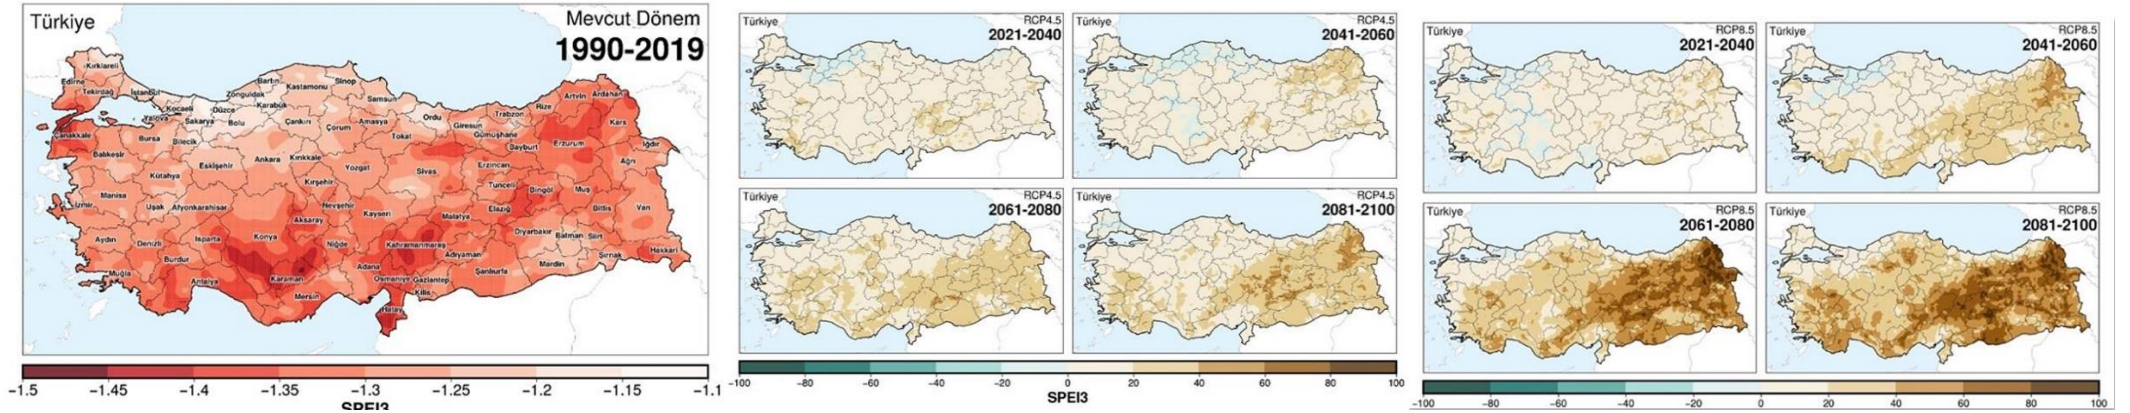 Türkiye
Mevcut Dönem
1990-2019
Kırklareli
Edirne
Tekirdağ
İstanbul
Kocaeli
Yalova
Sakarya
Düzce
Zonguldak
Bartın
Karabük
Kastamonu
Sinop
Samsun
Ordu
Giresun
Trabzon
Rize
Artvin
Ardahan
Kars
Iğdır
Çanakkale
Balıkesir
Bursa
Bilecik
Bolu
Çankırı
Çorum
Amasya
Tokat
Gümüşhane
Bayburt
Erzurum
Ağrı
Kütahya
Eskişehir
Ankara
Kırıkkale
Yozgat
Sivas
Erzincan
Tunceli
Bingöl
Muş
Manisa
İzmir
Uşak
Afyonkarahisar
Kırşehir
Nevşehir
Aksaray
Kayseri
Malatya
Elazığ
Bitlis
Van
Aydın
Denizli
Isparta
Konya
Niğde
Kahramanmaraş
Adıyaman
Diyarbakır
Batman
Siirt
Hakkari
Muğla
Burdur
Antalya
Karaman
Mersin
Adana
Osmaniye
Gaziantep
Kilis
Şanlıurfa
Mardin
Şırnak
Hatay
−1.5 −1.45 −1.4 −1.35 −1.3 −1.25 −1.2 −1.15 −1.1
SPEI3
Türkiye
RCP4.5
2021-2040
Türkiye
RCP4.5
2041-2060
Türkiye
RCP4.5
2061-2080
Türkiye
RCP4.5
2081-2100
−100 −80 −60 −40 −20 0 20 40 60 80 100
SPEI3
Türkiye
RCP8.5
2021-2040
Türkiye
RCP8.5
2041-2060
Türkiye
RCP8.5
2061-2080
Türkiye
RCP8.5
2081-2100
−100 −80 −60 −40 −20 0 20 40 60 80 100